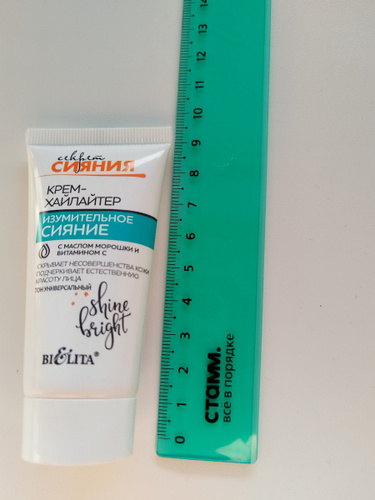 секрет
СИЯНИЯ
КРЕМ-
ХАЙЛАЙТЕР
ИЗУМИТЕЛЬНОЕ
СИЯНИЕ
С МАСЛОМ МОРОШКИ И
ВИТАМИНОМ С
СКРЫВАЕТ НЕСОВЕРШЕНСТВА КОЖИ
ПОДЧЕРКИВАЕТ ЕСТЕСТВЕННУЮ
КРАСОТУ ЛИЦА
ТОН УНИВЕРСАЛЬНЫЙ
shine
bright
BIELITA®
14
13
12
11
10
9
8
7
6
5
4
3
2
1
0
стамм.
всё в порядке